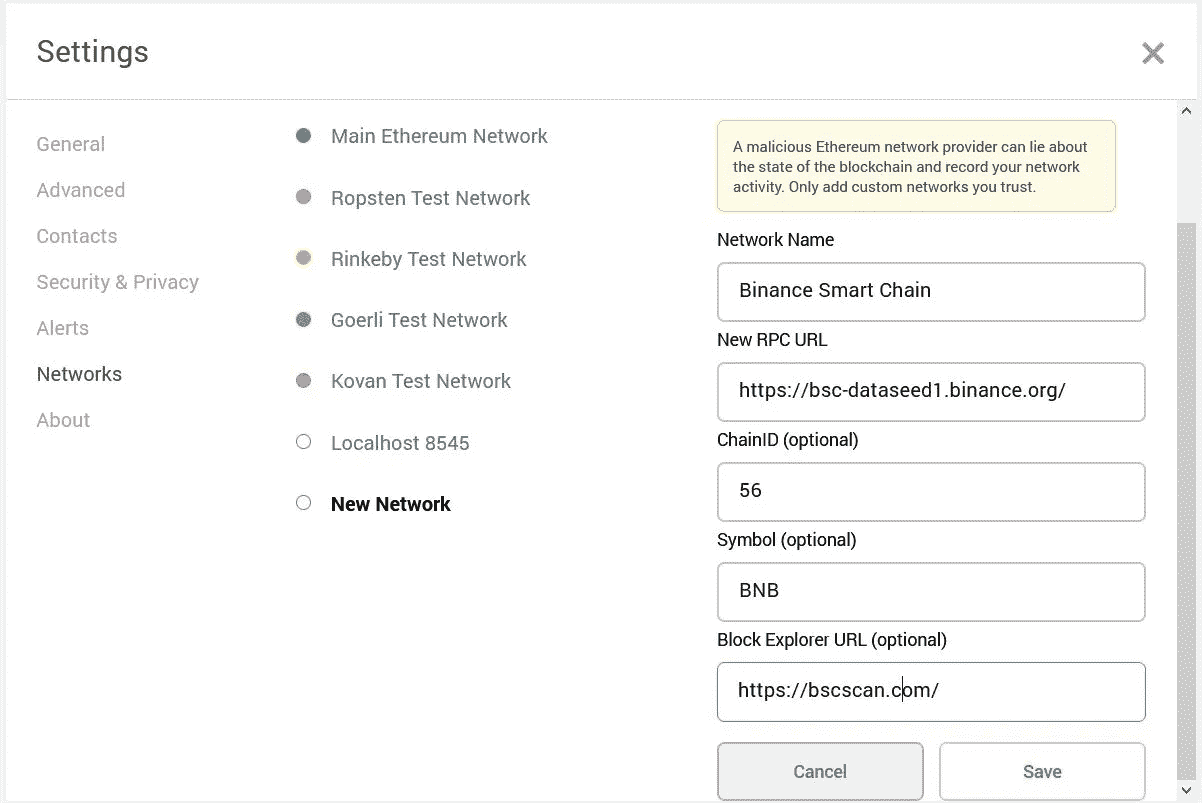 Settings
General
Advanced
Contacts
Security & Privacy
Alerts
Networks
About
Main Ethereum Network
Ropsten Test Network
Rinkeby Test Network
Goerli Test Network
Kovan Test Network
Localhost 8545
New Network
A malicious Ethereum network provider can lie about
the state of the blockchain and record your network
activity. Only add custom networks you trust.
Network Name
Binance Smart Chain
New RPC URL
https://bsc-dataseed1.binance.org/
ChainID (optional)
56
Symbol (optional)
BNB
Block Explorer URL (optional)
https://bscscan.com/
Cancel
Save